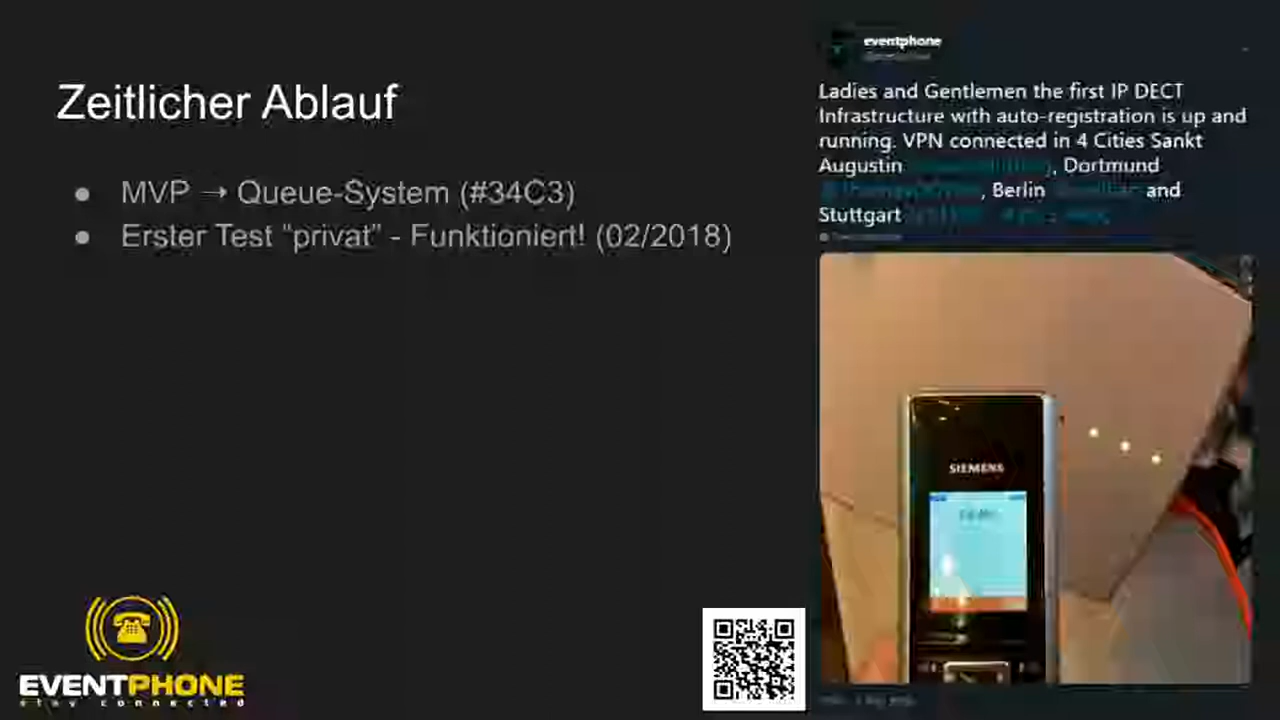 Zeitlicher Ablauf
● MVP → Queue-System (#34C3)
● Erster Test “privat” - Funktioniert! (02/2018)
eventphone
Ladies and Gentlemen the first IP DECT
Infrastructure with auto-registration is up and
running. VPN connected in 4 Cities Sankt
Augustin , Dortmund
, Berlin and
Stuttgart
SIEMENS
EVENTPHONE
stay connected